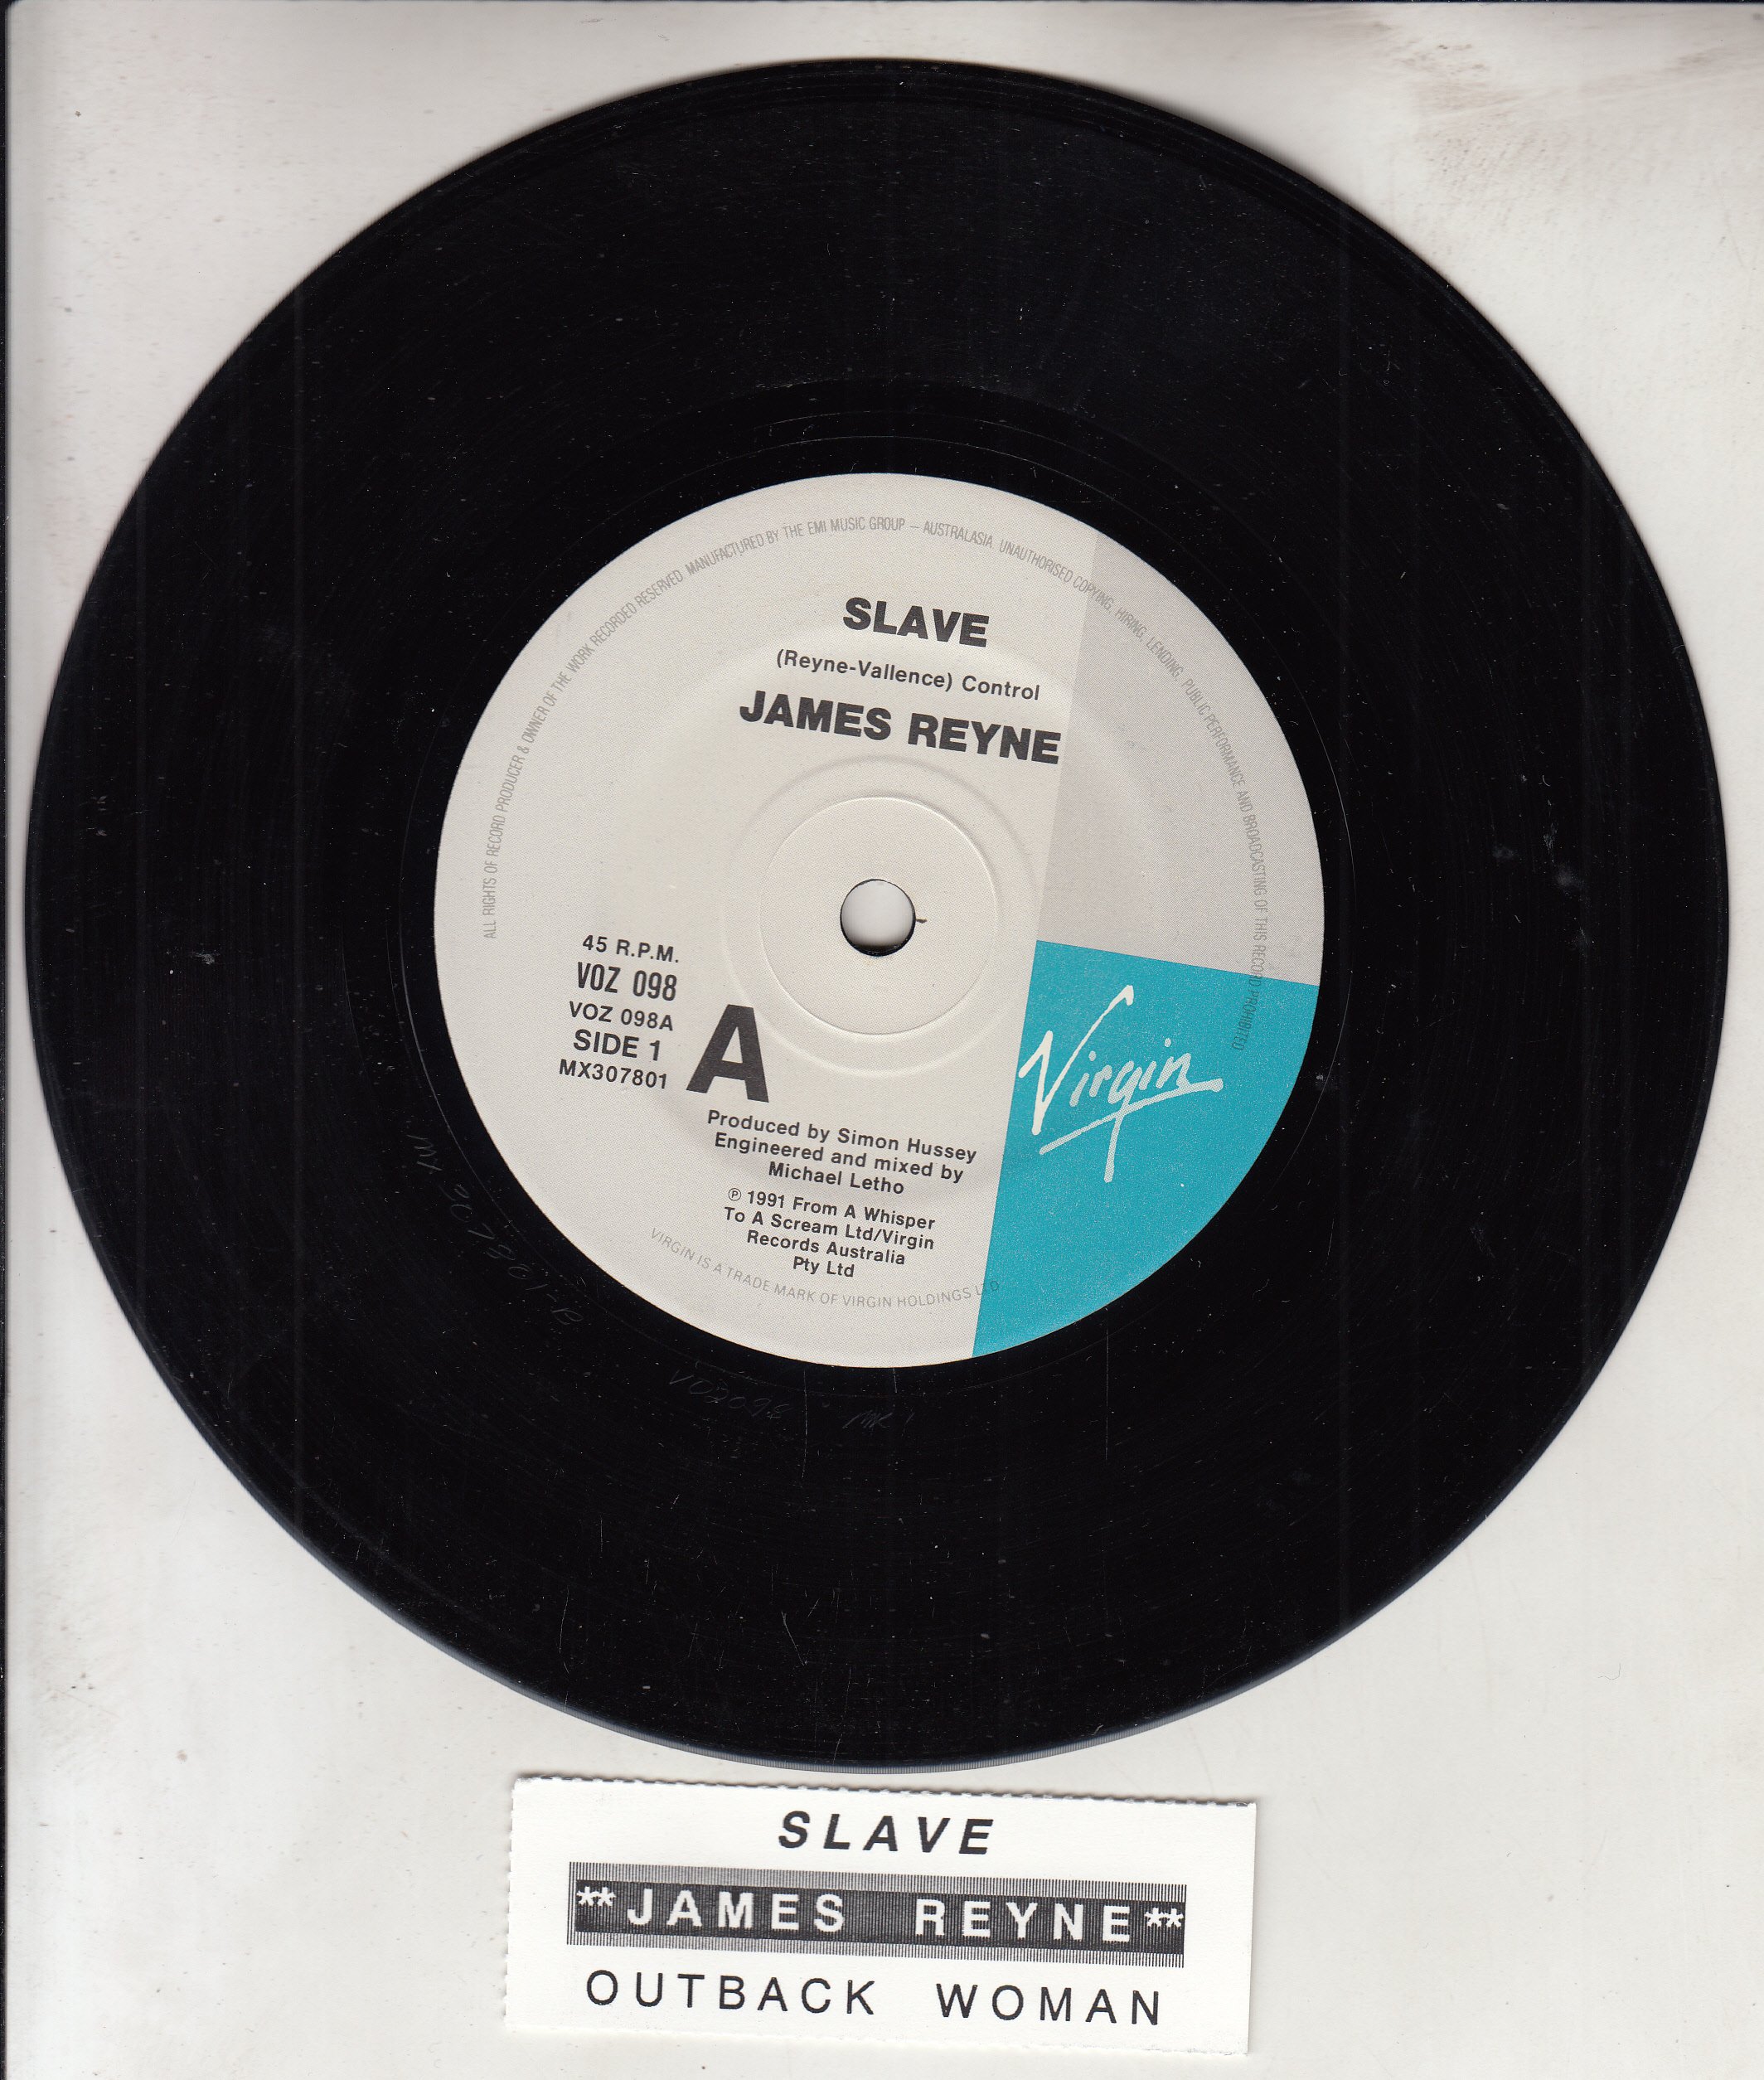 ALL RIGHTS OF RECORD PRODUCER & OWNER OF THE WORK RECORDED RESERVED. MANUFACTURED BY THE EMI MUSIC GROUP – AUSTRALASIA UNAUTHORISED COPYING, HIRING, LENDING, PUBLIC PERFORMANCE AND BROADCASTING OF THIS RECORD PROHIBITED
SLAVE
(Reyne-Vallence) Control
JAMES REYNE
45 R.P.M.
VOZ 098
VOZ 098A
SIDE 1
MX307801
A
Virgin
Produced by Simon Hussey
Engineered and mixed by
Michael Letho
℗ 1991 From A Whisper
To A Scream Ltd/Virgin
Records Australia
Pty Ltd
VIRGIN IS A TRADE MARK OF VIRGIN HOLDINGS LTD
SLAVE
**JAMES REYNE**
OUTBACK WOMAN